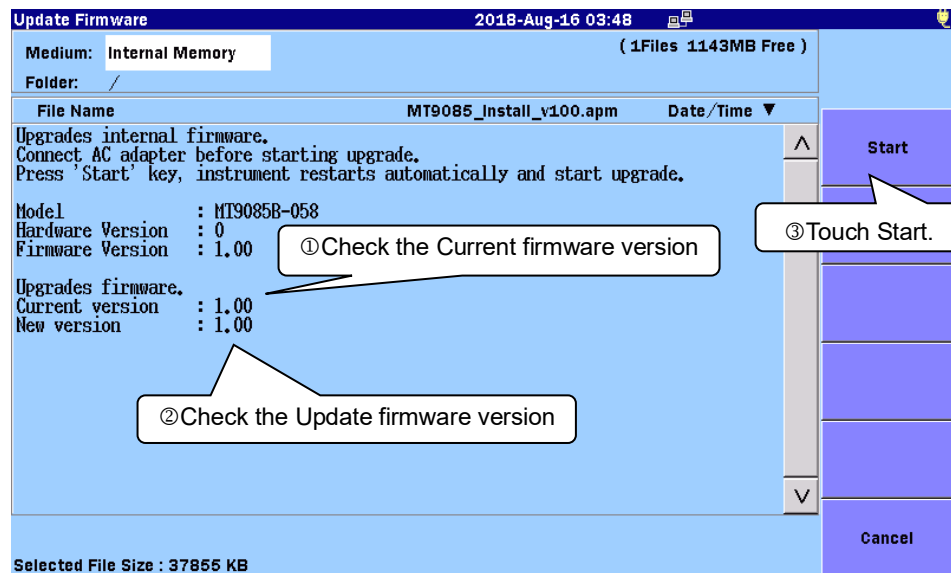 Update Firmware 2018-Aug-16 03:48
Medium: Internal Memory ( 1Files 1143MB Free )
Folder: /
File Name MT9085_Install_v100.apm Date/Time ▼
Upgrades internal firmware.
Connect AC adapter before starting upgrade.
Press 'Start' key, instrument restarts automatically and start upgrade.
Start
Model : MT9085B-058
Hardware Version : 0
Firmware Version : 1.00
①Check the Current firmware version
③Touch Start.
Upgrades firmware.
Current version : 1.00
New version : 1.00
②Check the Update firmware version
Cancel
Selected File Size : 37855 KB